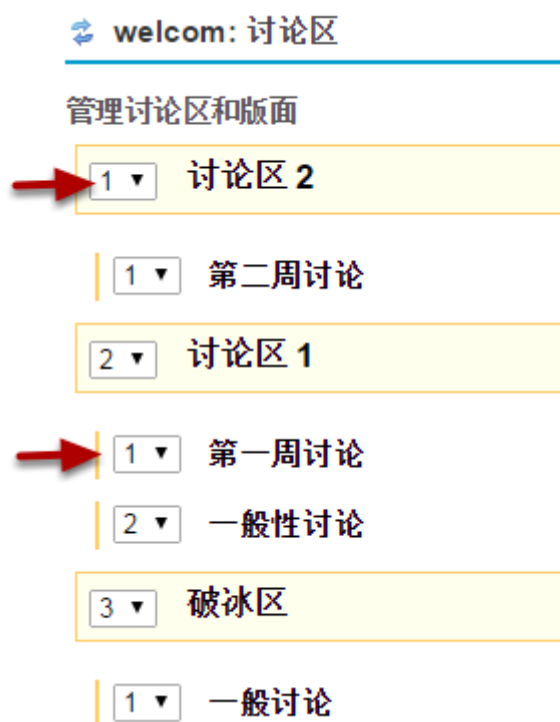 welcom: 讨论区
管理讨论区和版面
1 ▼ 讨论区 2
1 ▼ 第二周讨论
2 ▼ 讨论区 1
1 ▼ 第一周讨论
2 ▼ 一般性讨论
3 ▼ 破冰区
1 ▼ 一般讨论